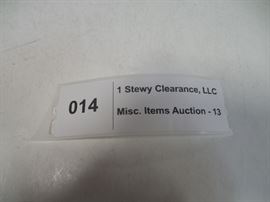 014
1 Stewy Clearance, LLC
Misc. Items Auction - 13